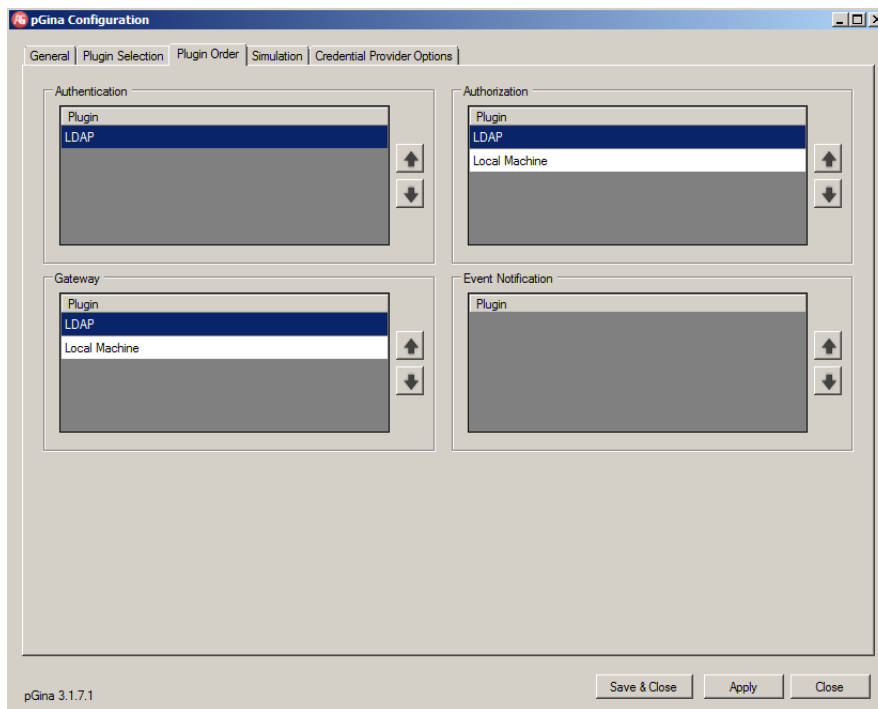 pGina Configuration
General Plugin Selection Plugin Order Simulation Credential Provider Options
Authentication
Plugin
LDAP
Authorization
Plugin
LDAP
Local Machine
Gateway
Plugin
LDAP
Local Machine
Event Notification
Plugin
pGina 3.1.7.1
Save & Close Apply Close